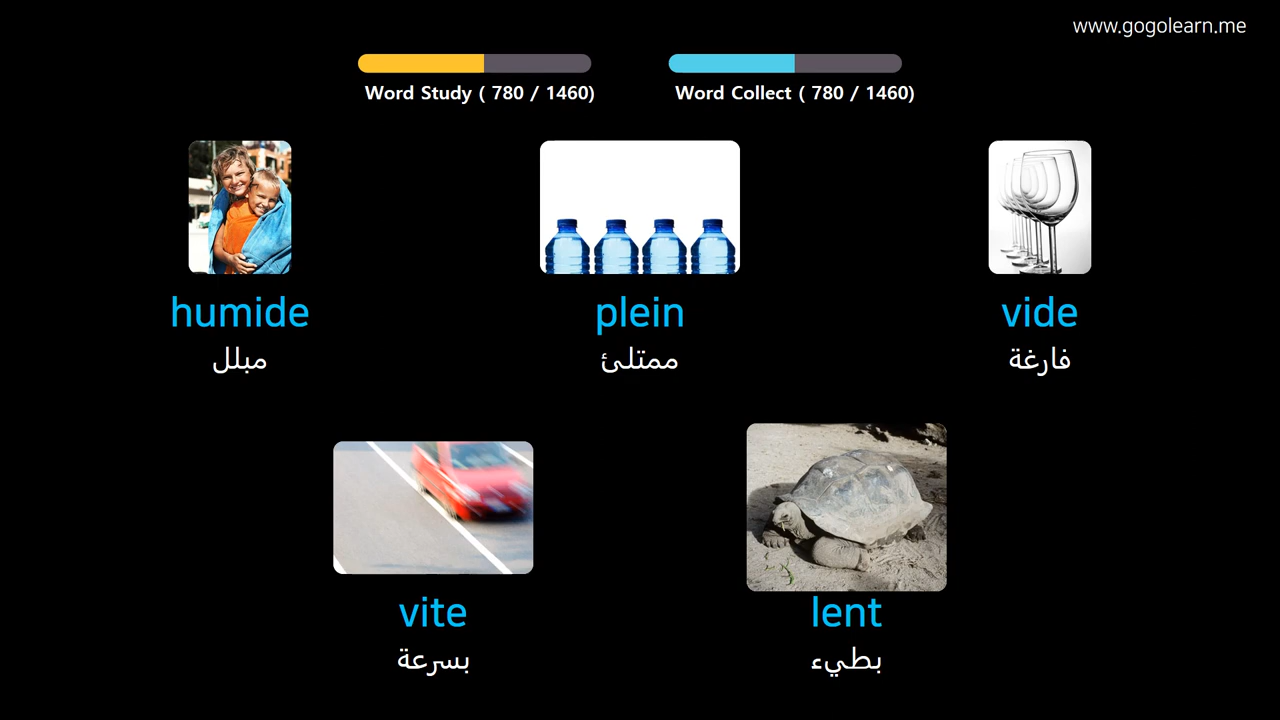 www.gogolearn.me
Word Study ( 780 / 1460)
Word Collect ( 780 / 1460)
humide
مبلل
plein
ممتلئ
vide
فارغة
vite
بسرعة
lent
بطيء